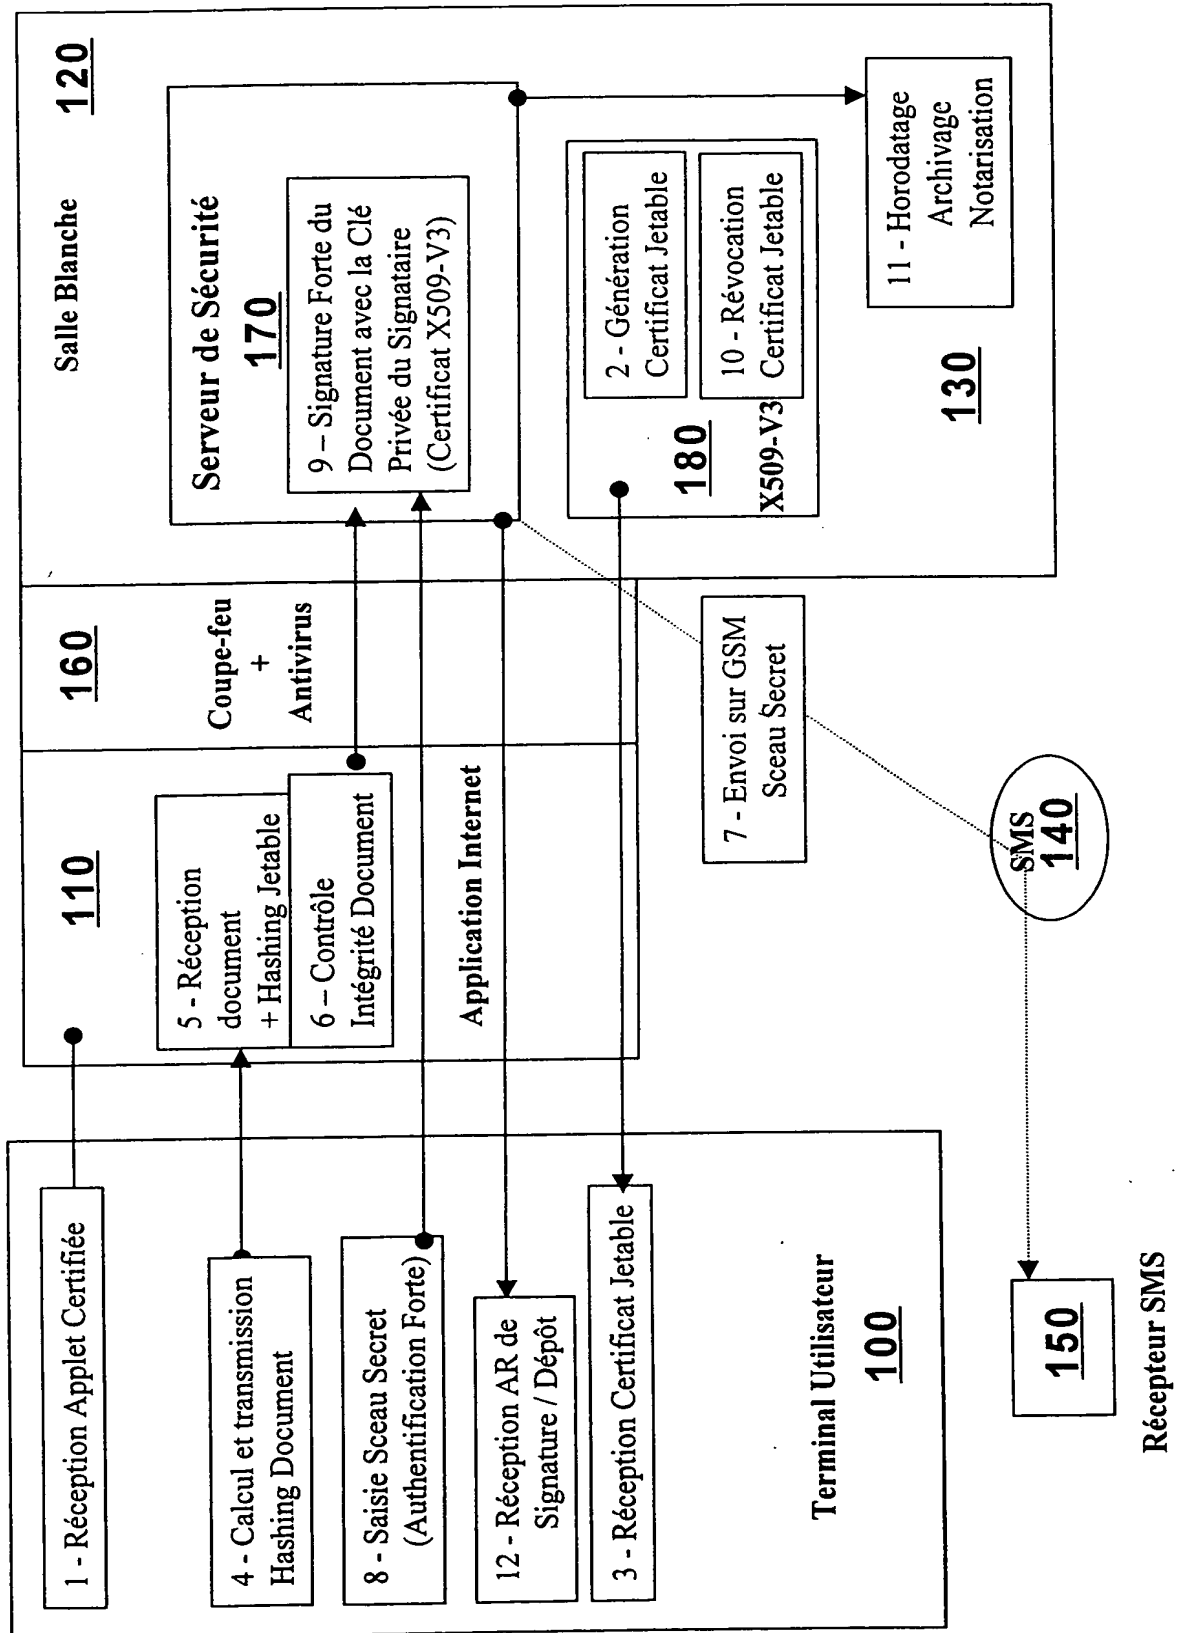 1 - Réception Applet Certifiée
4 - Calcul et transmission
Hashing Document
8 - Saisie Sceau Secret
(Authentification Forte)
12 - Réception AR de
Signature / Dépôt
3 - Réception Certificat Jetable
Terminal Utilisateur
100
110
5 - Réception
document
+ Hashing Jetable
6 – Contrôle
Intégrité Document
Application Internet
160
Coupe-feu
+
Antivirus
Salle Blanche
120
Serveur de Sécurité
170
9 – Signature Forte du
Document avec la Clé
Privée du Signataire
(Certificat X509-V3)
2 - Génération
Certificat Jetable
10 - Révocation
Certificat Jetable
180
X509-V3
130
11 - Horodatage
Archivage
Notarisation
7 - Envoi sur GSM
Sceau Secret
SMS
140
150
Récepteur SMS